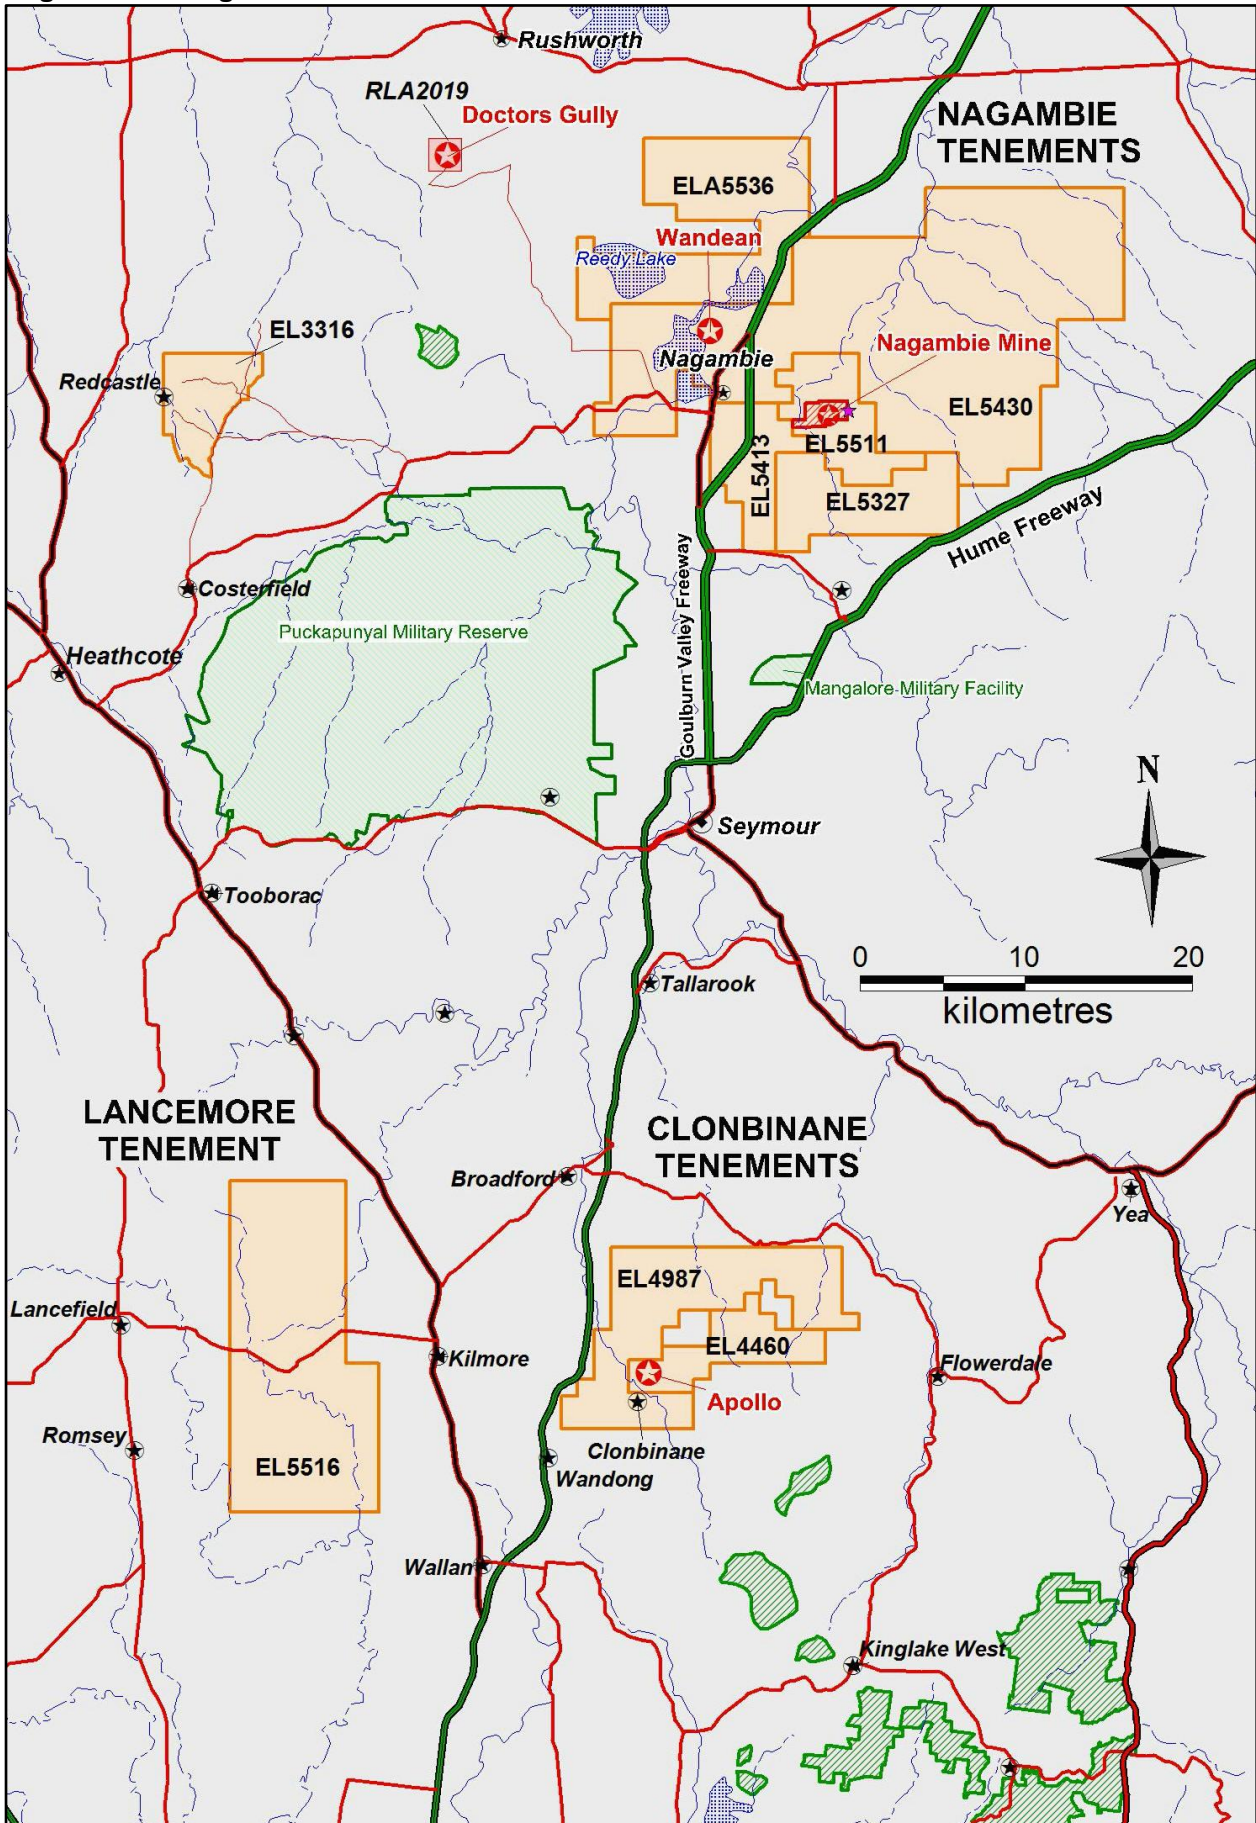 Rushworth
RLA2019
Doctors Gully
NAGAMBIE
TENEMENTS
ELA5536
Wandean
Reedy Lake
EL3316
Nagambie Mine
Nagambie
Redcastle
EL5430
EL5511
EL5413
EL5327
Hume Freeway
Goulburn Valley Freeway
Costerfield
Puckapunyal Military Reserve
Heathcote
Mangalore Military Facility
N
Seymour
Tooborac
0 10 20
kilometres
Tallarook
LANCEMORE
TENEMENT
CLONBINANE
TENEMENTS
Broadford
Yea
EL4987
Lancefield
EL4460
Kilmore
Flowerdale
Apollo
Romsey
Clonbinane
EL5516
Wandong
Wallan
Kinglake West